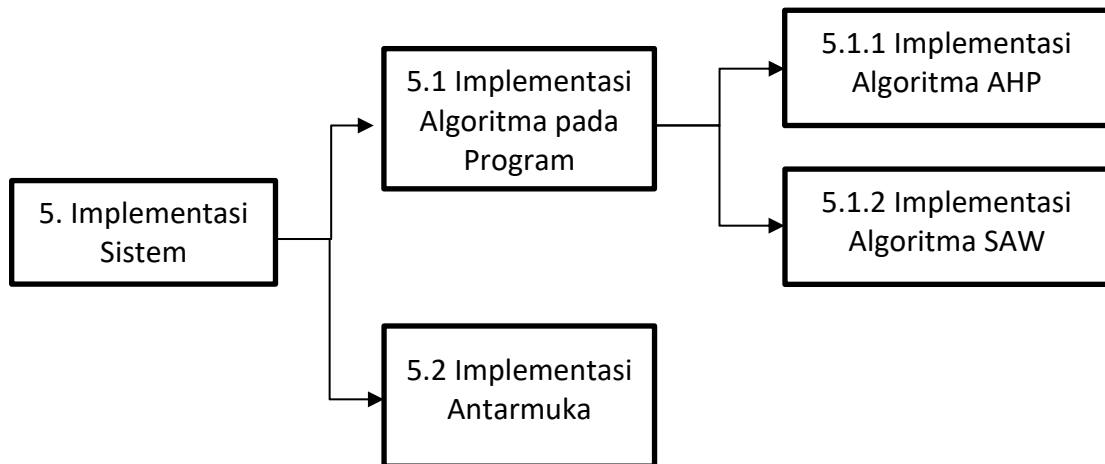 5. Implementasi
Sistem
5.1 Implementasi
Algoritma pada
Program
5.1.1 Implementasi
Algoritma AHP
5.1.2 Implementasi
Algoritma SAW
5.2 Implementasi
Antarmuka